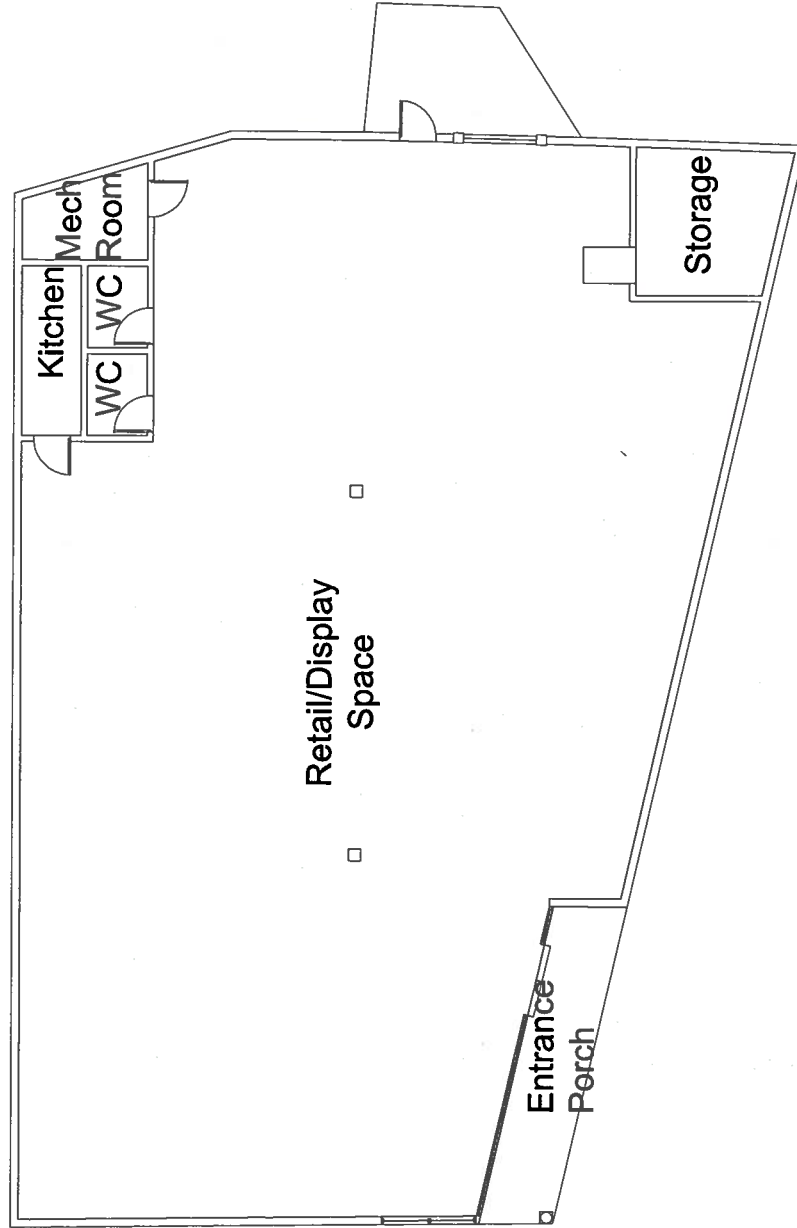 Kitchen
Mech
Room
WC
WC
Retail/Display
Space
Storage
Entrance
Porch